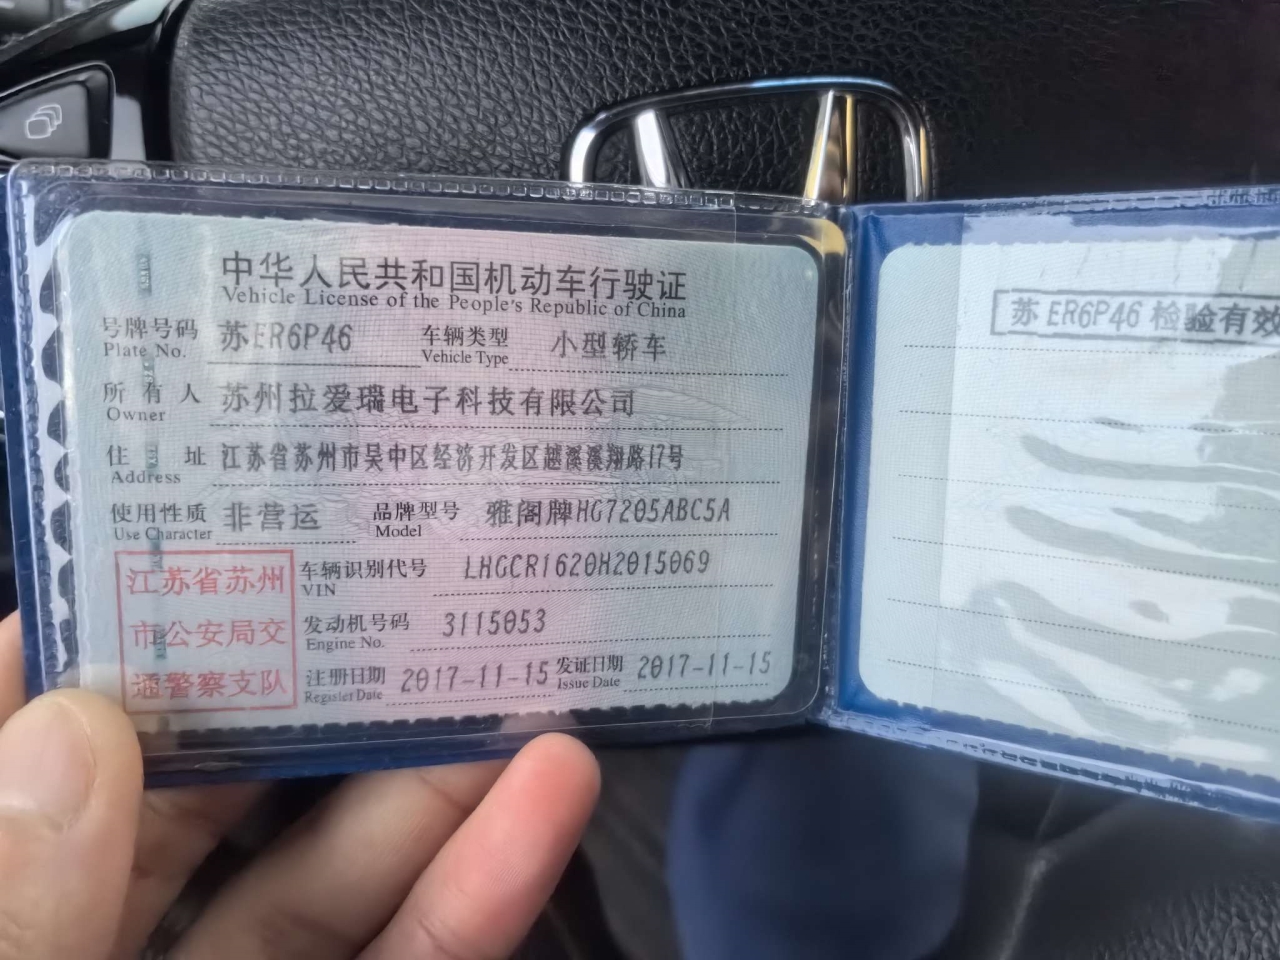 中华人民共和国机动车行驶证
Vehicle License of the People's Republic of China
号牌号码 苏ER6P46 车辆类型 小型轿车
Plate No. Vehicle Type
所有人 苏州拉爱瑞电子科技有限公司
Owner
住址 江苏省苏州市吴中区经济开发区越溪溪翔路17号
Address
使用性质 非营运 品牌型号 雅阁牌HG7205ABC5A
Use Character Model
江苏省苏州
市公安局交
通警察支队
车辆识别代号 LHGCR1620H2015069
VIN
发动机号码 3115053
Engine No.
注册日期 2017-11-15 发证日期 2017-11-15
Register Date Issue Date
苏ER6P46 检验有效